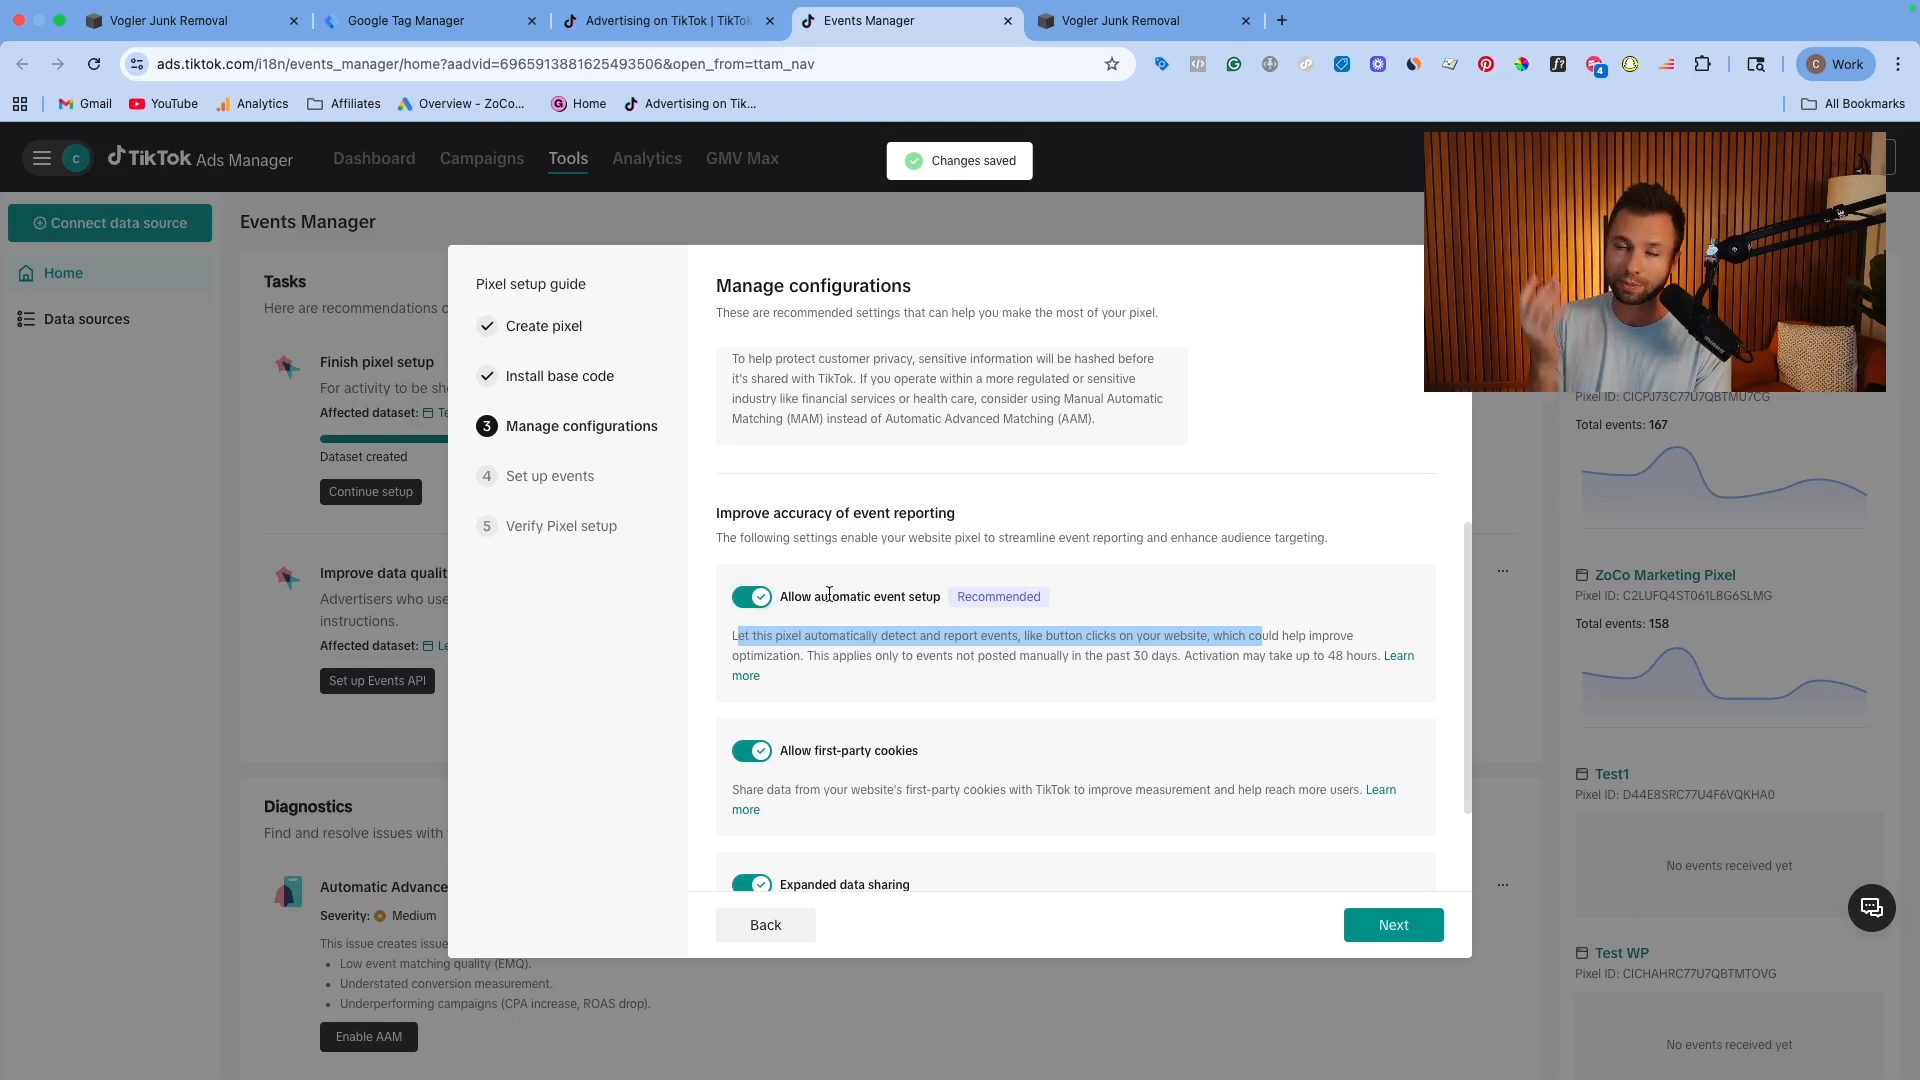 Vogler Junk Removal
Google Tag Manager
Advertising on TikTok | TikTok
Events Manager
Vogler Junk Removal
ads.tiktok.com/i18n/events_manager/home?aadvid=6965913881625493506&open_from=ttam_nav
4
C Work
Gmail
YouTube
Analytics
Affiliates
Overview - ZoCo...
Home
Advertising on Tik...
All Bookmarks
C
TikTok Ads Manager
Dashboard
Campaigns
Tools
Analytics
GMV Max
Changes saved
Connect data source
Home
Data sources
Events Manager
Tasks
Here are recommendations
Finish pixel setup
For activity to be
Affected dataset:
Dataset created
Continue setup
Improve data
Advertisers who use
instructions.
Affected dataset:
Set up Events API
Diagnostics
Find and resolve issues with
Automatic
Severity: Medium
This issue creates
• Low event matching quality (EMQ).
• Understated conversion measurement.
• Underperforming campaigns (CPA increase, ROAS drop).
Enable AAM
Pixel setup guide
Create pixel
Install base code
3 Manage configurations
4 Set up events
5 Verify Pixel setup
Manage configurations
These are recommended settings that can help you make the most of your pixel.
To help protect customer privacy, sensitive information will be hashed before
it's shared with TikTok. If you operate within a more regulated or sensitive
industry like financial services or health care, consider using Manual Automatic
Matching (MAM) instead of Automatic Advanced Matching (AAM).
Improve accuracy of event reporting
The following settings enable your website pixel to streamline event reporting and enhance audience targeting.
Allow automatic event setup Recommended
Let this pixel automatically detect and report events, like button clicks on your website, which could help improve
optimization. This applies only to events not posted manually in the past 30 days. Activation may take up to 48 hours. Learn
more
Allow first-party cookies
Share data from your website's first-party cookies with TikTok to improve measurement and help reach more users. Learn
more
Expanded data sharing
Back
Next
Pixel ID: CICPJ73C77U7QBTMU7CG
Total events: 167
ZoCo Marketing Pixel
Pixel ID: C2LUFQ4ST061L8G6SLMG
Total events: 158
Test1
Pixel ID: D44E8SRC77U4F6VQKHA0
No events received yet
Test WP
Pixel ID: CICHAHRC77U7QBTMTOVG
No events received yet